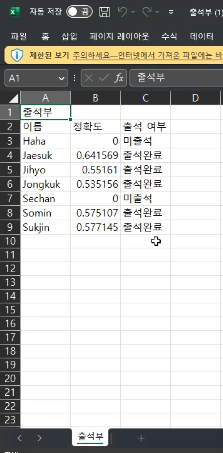 자동 저장 출석부 (1)
파일 홈 삽입 페이지 레이아웃 수식 데이터
제한된 보기 주의하세요—인터넷에서 가져온 파일에는 바
A1 fx 출석부
A B C D
1 출석부
2 이름 정확도 출석 여부
3 Haha 0 미출석
4 Jaesuk 0.641569 출석완료
5 Jihyo 0.55161 출석완료
6 Jongkuk 0.535156 출석완료
7 Sechan 0 미출석
8 Somin 0.575107 출석완료
9 Sukjin 0.577145 출석완료
10
11
12
13
14
15
16
17
18
19
20
21
22
23
출석부